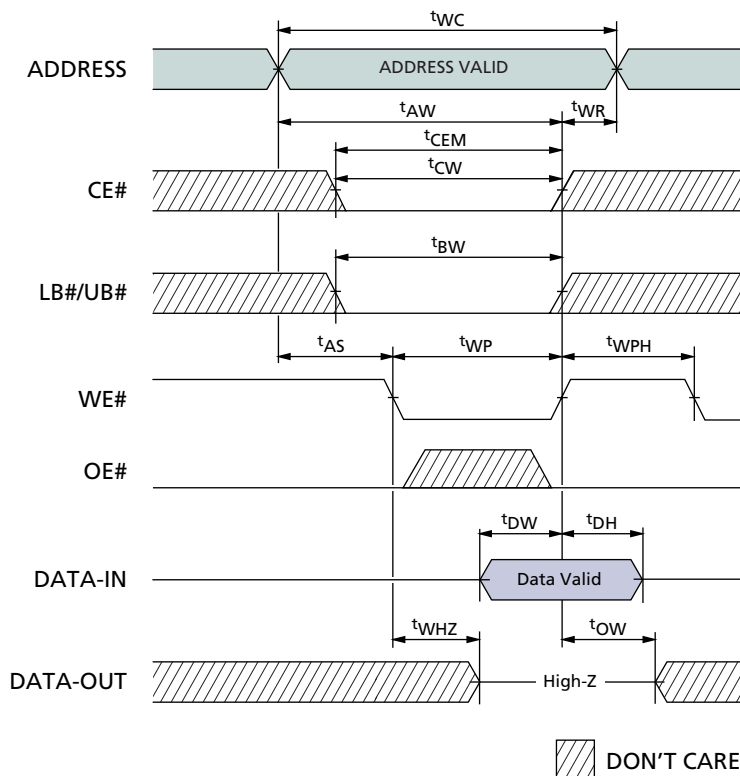 tWC
ADDRESS
ADDRESS VALID
tAW
tWR
tCEM
tCW
CE#
tBW
LB#/UB#
tAS
tWP
tWPH
WE#
OE#
tDW
tDH
DATA-IN
Data Valid
tWHZ
tOW
DATA-OUT
High-Z
DON'T CARE